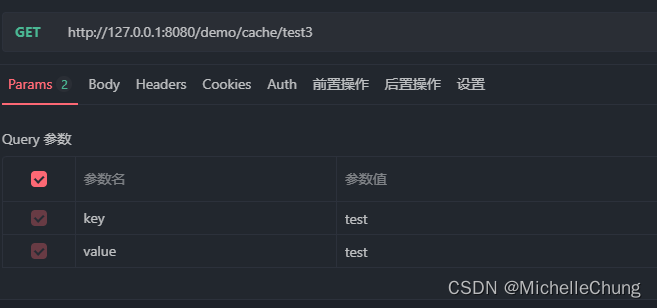 GET http://127.0.0.1:8080/demo/cache/test3
Params 2 Body Headers Cookies Auth 前置操作 后置操作 设置
Query 参数
参数名 参数值
key test
value test
CSDN @MichelleChung